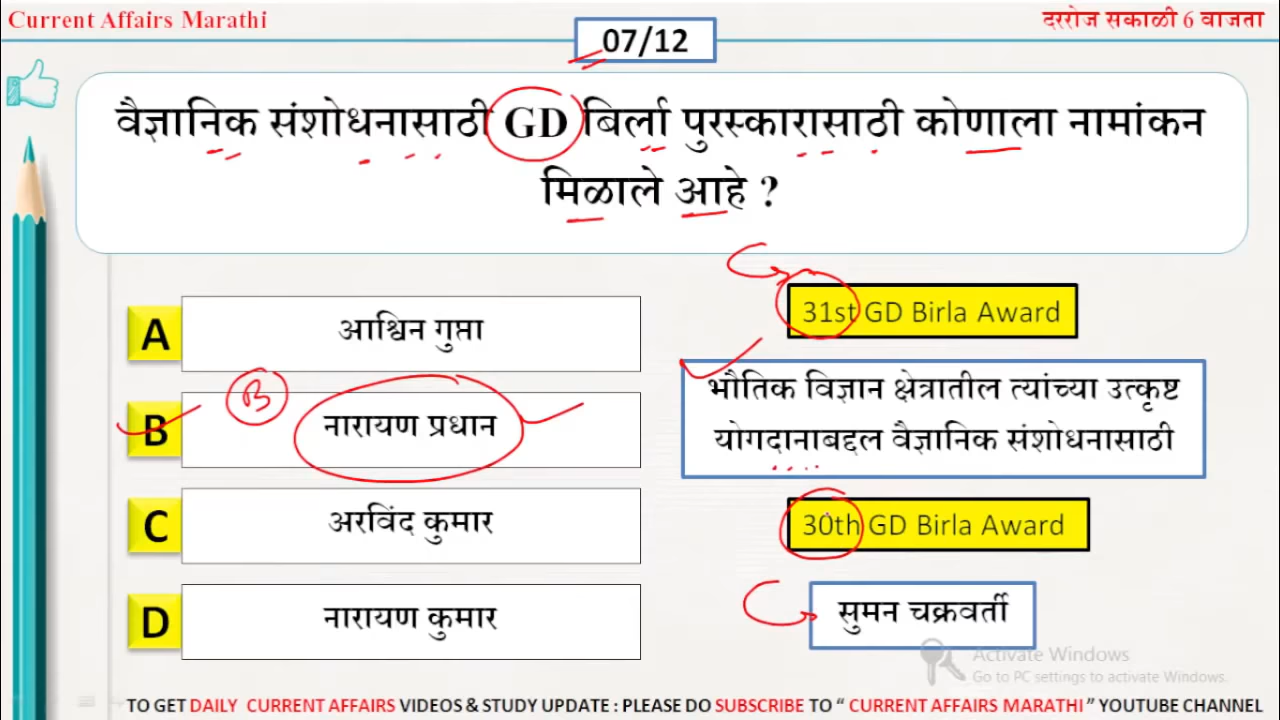 Current Affairs Marathi
दररोज सकाळी 6 वाजता
07/12
वैज्ञानिक संशोधनासाठी GD बिर्ला पुरस्कारासाठी कोणाला नामांकन
मिळाले आहे ?
A
आश्विन गुप्ता
B
B
नारायण प्रधान
C
अरविंद कुमार
D
नारायण कुमार
31st GD Birla Award
भौतिक विज्ञान क्षेत्रातील त्यांच्या उत्कृष्ट
योगदानाबद्दल वैज्ञानिक संशोधनासाठी
30th GD Birla Award
सुमन चक्रवर्ती
Activate Windows
Go to PC settings to activate Windows.
TO GET DAILY CURRENT AFFAIRS VIDEOS & STUDY UPDATE : PLEASE DO SUBSCRIBE TO “ CURRENT AFFAIRS MARATHI ” YOUTUBE CHANNEL